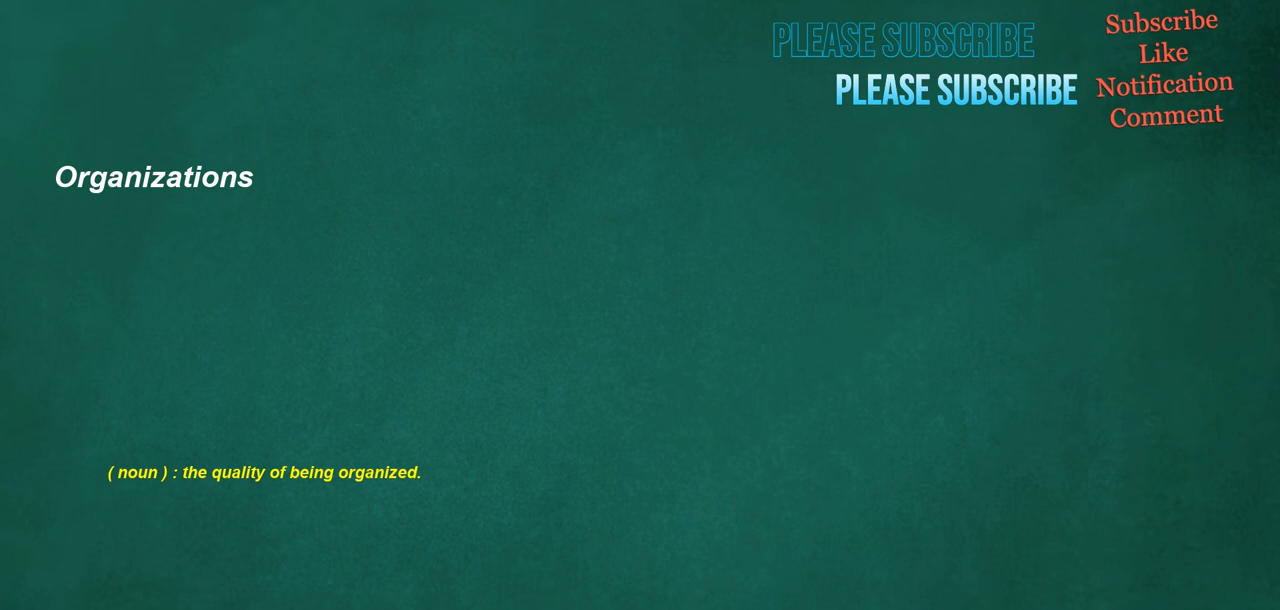 PLEASE SUBSCRIBE
PLEASE SUBSCRIBE
Subscribe
Like
Notification
Comment
Organizations
( noun ) : the quality of being organized.